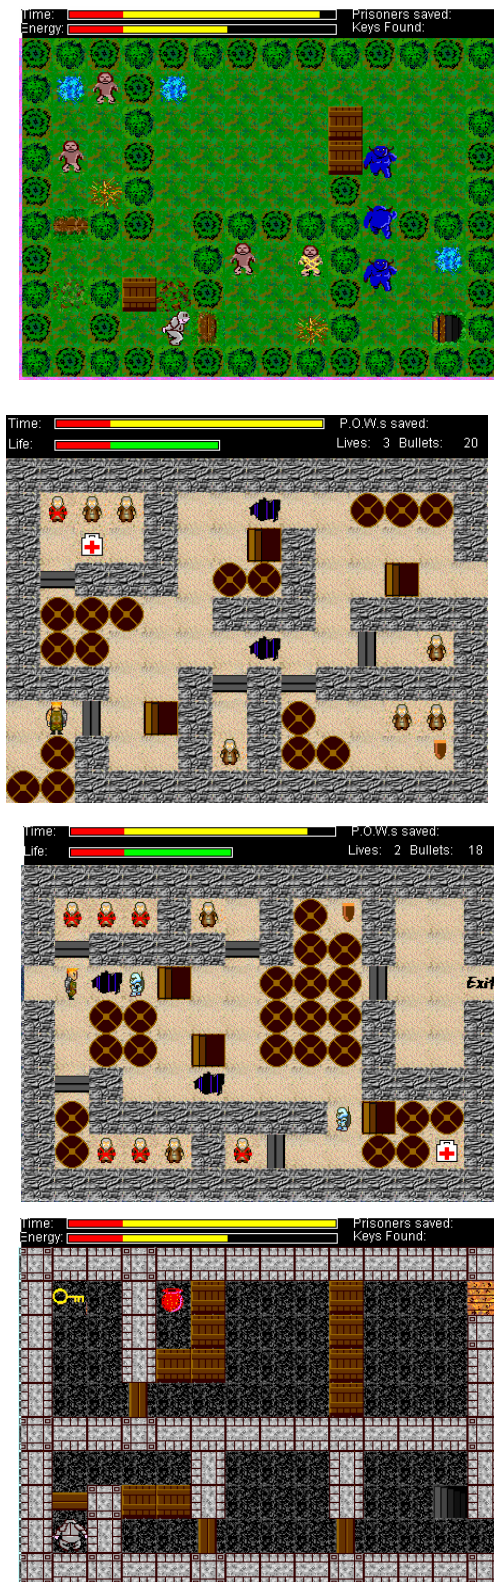 Time: Prisoners saved:
Energy: Keys Found:
Time: P.O.W.s saved:
Life: Lives: 3 Bullets: 20
Time: P.O.W.s saved:
Life: Lives: 2 Bullets: 18
Exit
Time: Prisoners saved:
Energy: Keys Found: